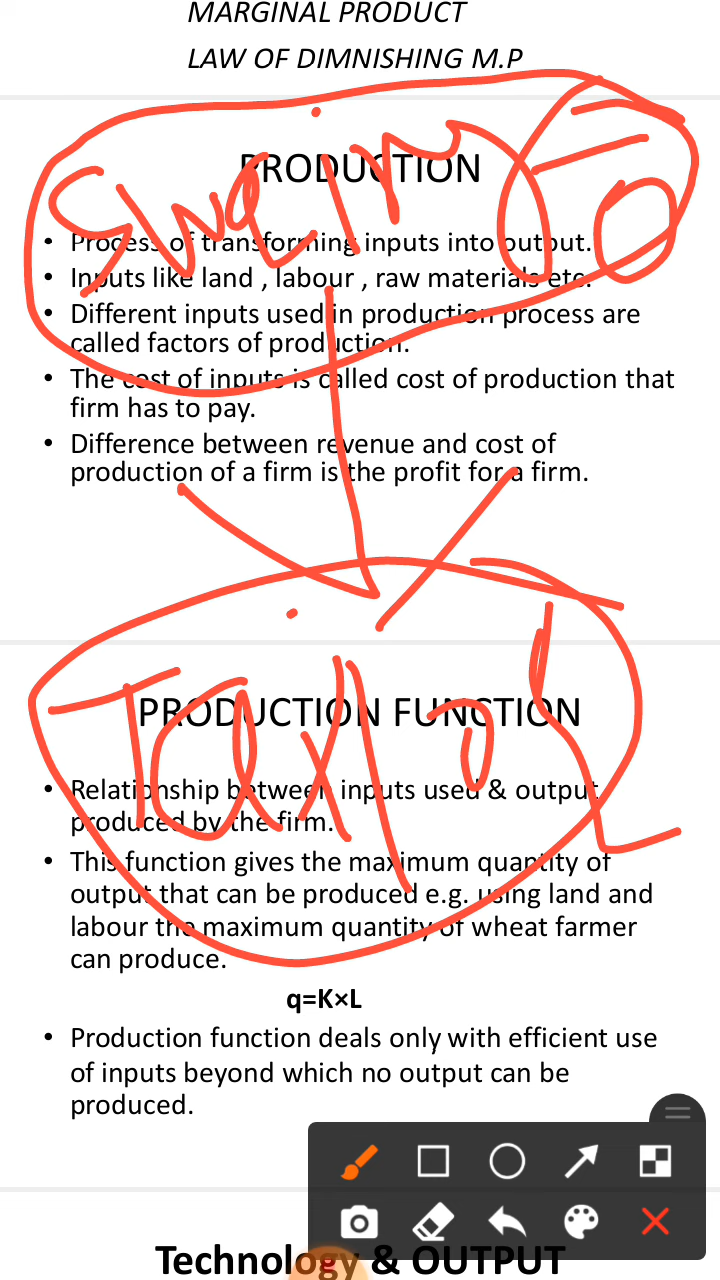 MARGINAL PRODUCT
LAW OF DIMNISHING M.P
PRODUCTION
• Process of transforming inputs into output.
• Inputs like land , labour , raw materials etc.
• Different inputs used in production process are
called factors of production.
• The cost of inputs is called cost of production that
firm has to pay.
• Difference between revenue and cost of
production of a firm is the profit for a firm.
PRODUCTION FUNCTION
• Relationship between inputs used & output
produced by the firm.
• This function gives the maximum quantity of
output that can be produced e.g. using land and
labour the maximum quantity of wheat farmer
can produce.
q=K×L
• Production function deals only with efficient use
of inputs beyond which no output can be
produced.
Technology & OUTPUT